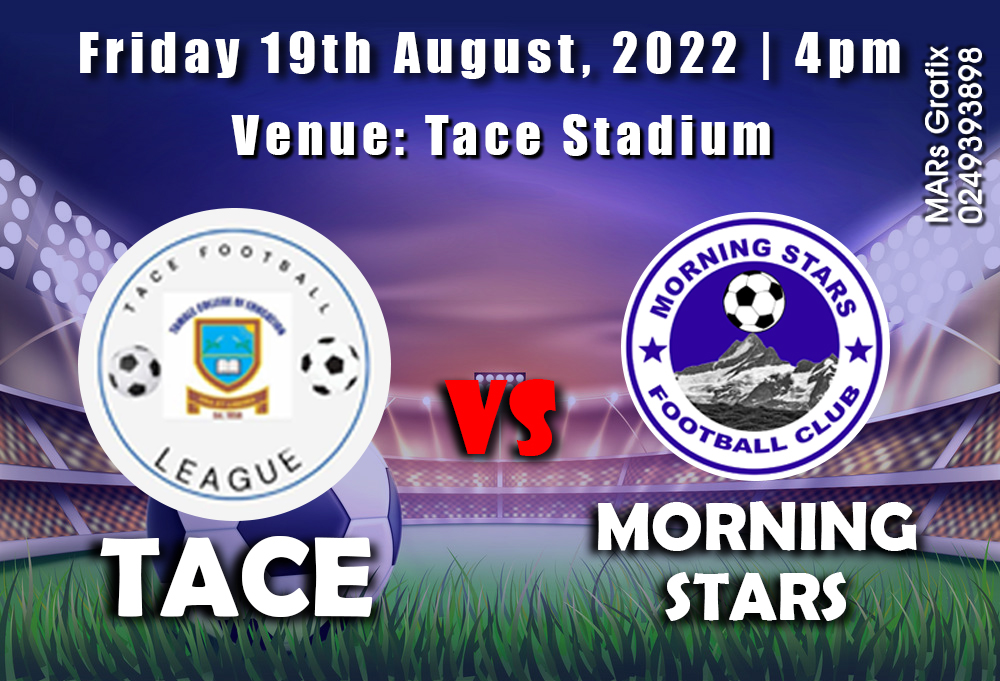 Friday 19th August, 2022 | 4pm
Venue: Tace Stadium
MARs Grafix
0249393898
TACE FOOTBALL
LEAGUE
MORNING STARS
FOOTBALL CLUB
VS
TACE
MORNING
STARS